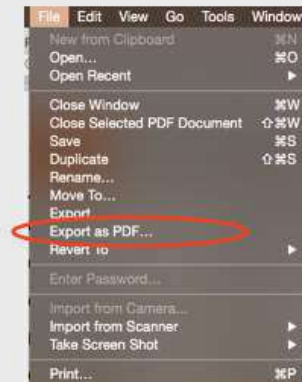 File Edit View Go Tools Window
New from Clipboard ⌘N
Open... ⌘O
Open Recent ▶
Close Window ⌘W
Close Selected PDF Document ⇧⌘W
Save ⌘S
Duplicate ⇧⌘S
Rename...
Move To...
Export...
Export as PDF...
Revert To ▶
Enter Password...
Import from Camera...
Import from Scanner ▶
Take Screen Shot ▶
Print... ⌘P